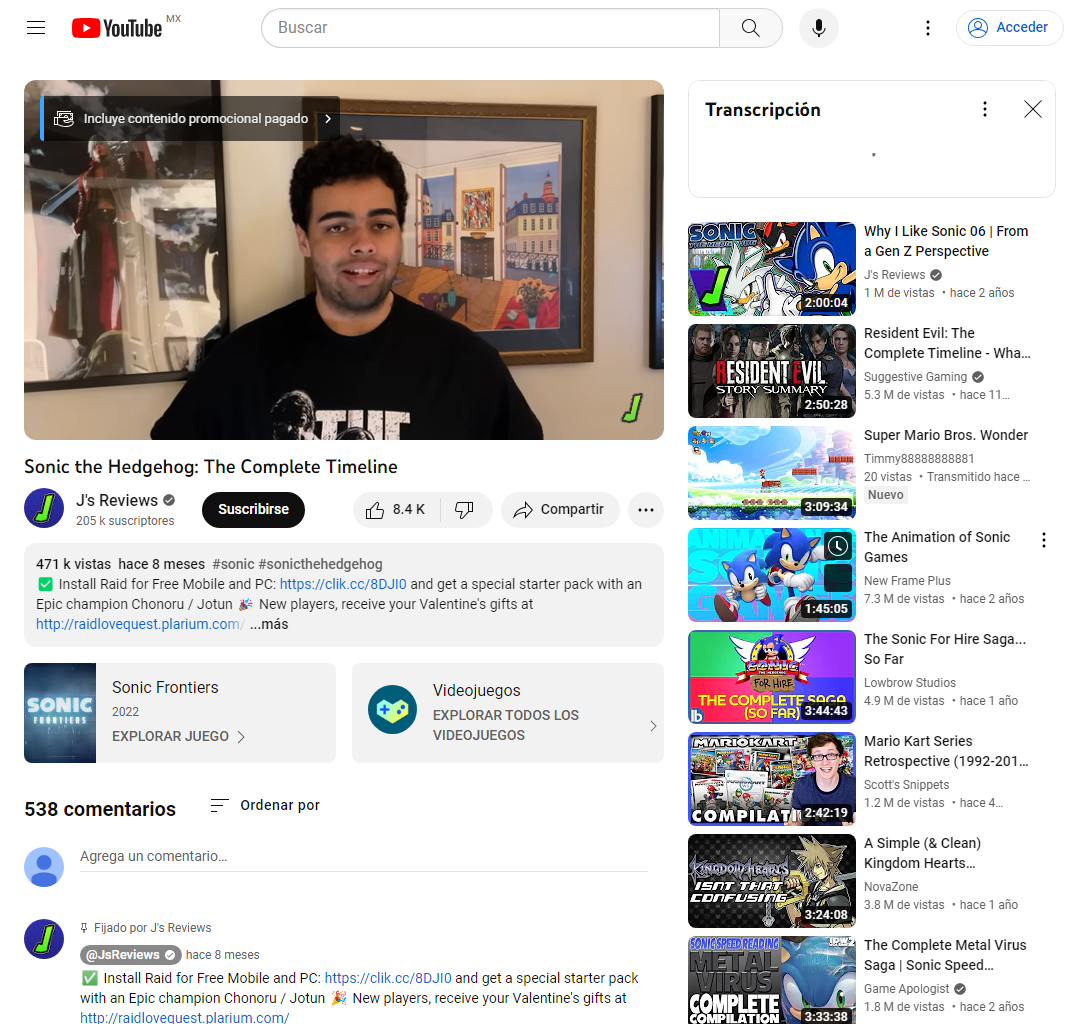 YouTube MX
Buscar
Acceder
Incluye contenido promocional pagado
THE
Sonic the Hedgehog: The Complete Timeline
J's Reviews
205 k suscriptores
Suscribirse
8.4 K
Compartir
471 k vistas hace 8 meses #sonic #sonicthehedgehog
✅ Install Raid for Free Mobile and PC: https://clik.cc/8DJI0 and get a special starter pack with an
Epic champion Chonoru / Jotun 🎉 New players, receive your Valentine's gifts at
http://raidlovequest.plarium.com/ ...más
SONIC
FRONTIERS
Sonic Frontiers
2022
EXPLORAR JUEGO
Videojuegos
EXPLORAR TODOS LOS
VIDEOJUEGOS
538 comentarios
Ordenar por
Agrega un comentario...
Fijado por J's Reviews
@JsReviews hace 8 meses
✅ Install Raid for Free Mobile and PC: https://clik.cc/8DJI0 and get a special starter pack
with an Epic champion Chonoru / Jotun 🎉 New players, receive your Valentine's gifts at
http://raidlovequest.plarium.com/
Transcripción
SONIC
THE HEDGEHOG
2:00:04
Why I Like Sonic 06 | From
a Gen Z Perspective
J's Reviews
1 M de vistas • hace 2 años
RESIDENT EVIL
STORY SUMMARY
2:50:28
Resident Evil: The
Complete Timeline - Wha...
Suggestive Gaming
5.3 M de vistas • hace 11...
3:09:34
Super Mario Bros. Wonder
Timmy88888888881
20 vistas • Transmitido hace ...
Nuevo
1:45:05
The Animation of Sonic
Games
New Frame Plus
7.3 M de vistas • hace 2 años
SONIC
FOR HIRE
THE COMPLETE SAGA
(SO FAR)
lb
3:44:43
The Sonic For Hire Saga...
So Far
Lowbrow Studios
4.9 M de vistas • hace 1 año
MARIOKART
COMPILATION
2:42:19
Mario Kart Series
Retrospective (1992-201...
Scott's Snippets
1.2 M de vistas • hace 4...
KINGDOM HEARTS
ISN'T THAT
CONFUSING
3:24:08
A Simple (& Clean)
Kingdom Hearts...
NovaZone
3.8 M de vistas • hace 1 año
SONIC SPEED READING
METAL
VIRUS
COMPLETE
COMPILATION
3:33:38
The Complete Metal Virus
Saga | Sonic Speed...
Game Apologist
1.8 M de vistas • hace 2 años